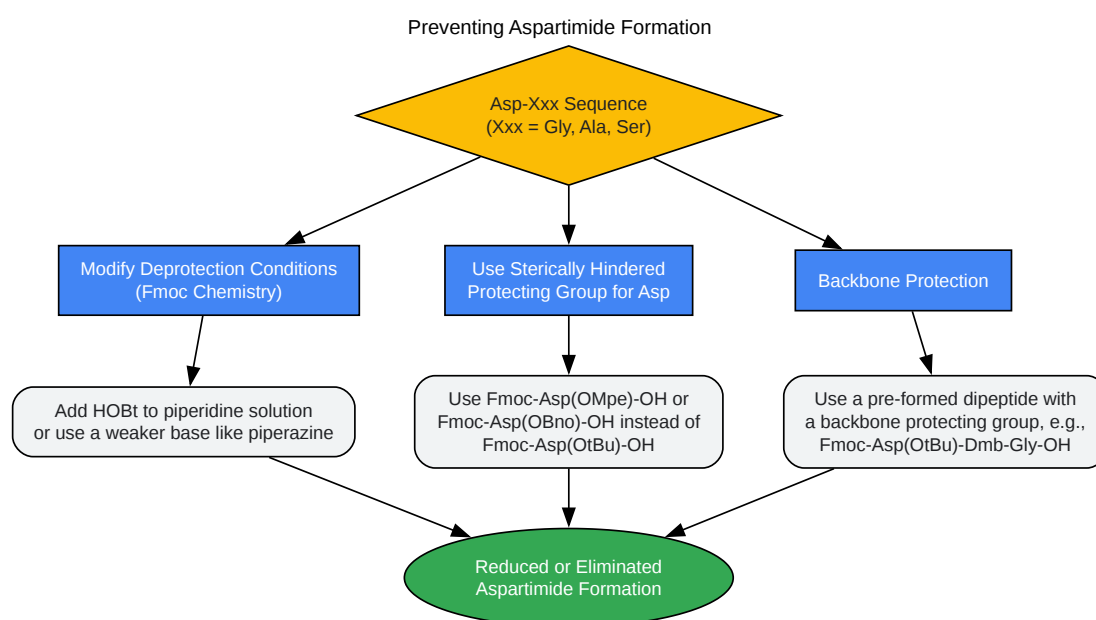 Preventing Aspartimide Formation
Asp-Xxx Sequence
(Xxx = Gly, Ala, Ser)
Modify Deprotection Conditions
(Fmoc Chemistry)
Use Sterically Hindered
Protecting Group for Asp
Backbone Protection
Add HOBt to piperidine solution
or use a weaker base like piperazine
Use Fmoc-Asp(OMpe)-OH or
Fmoc-Asp(OBno)-OH instead of
Fmoc-Asp(OtBu)-OH
Use a pre-formed dipeptide with
a backbone protecting group, e.g.,
Fmoc-Asp(OtBu)-Dmb-Gly-OH
Reduced or Eliminated
Aspartimide Formation